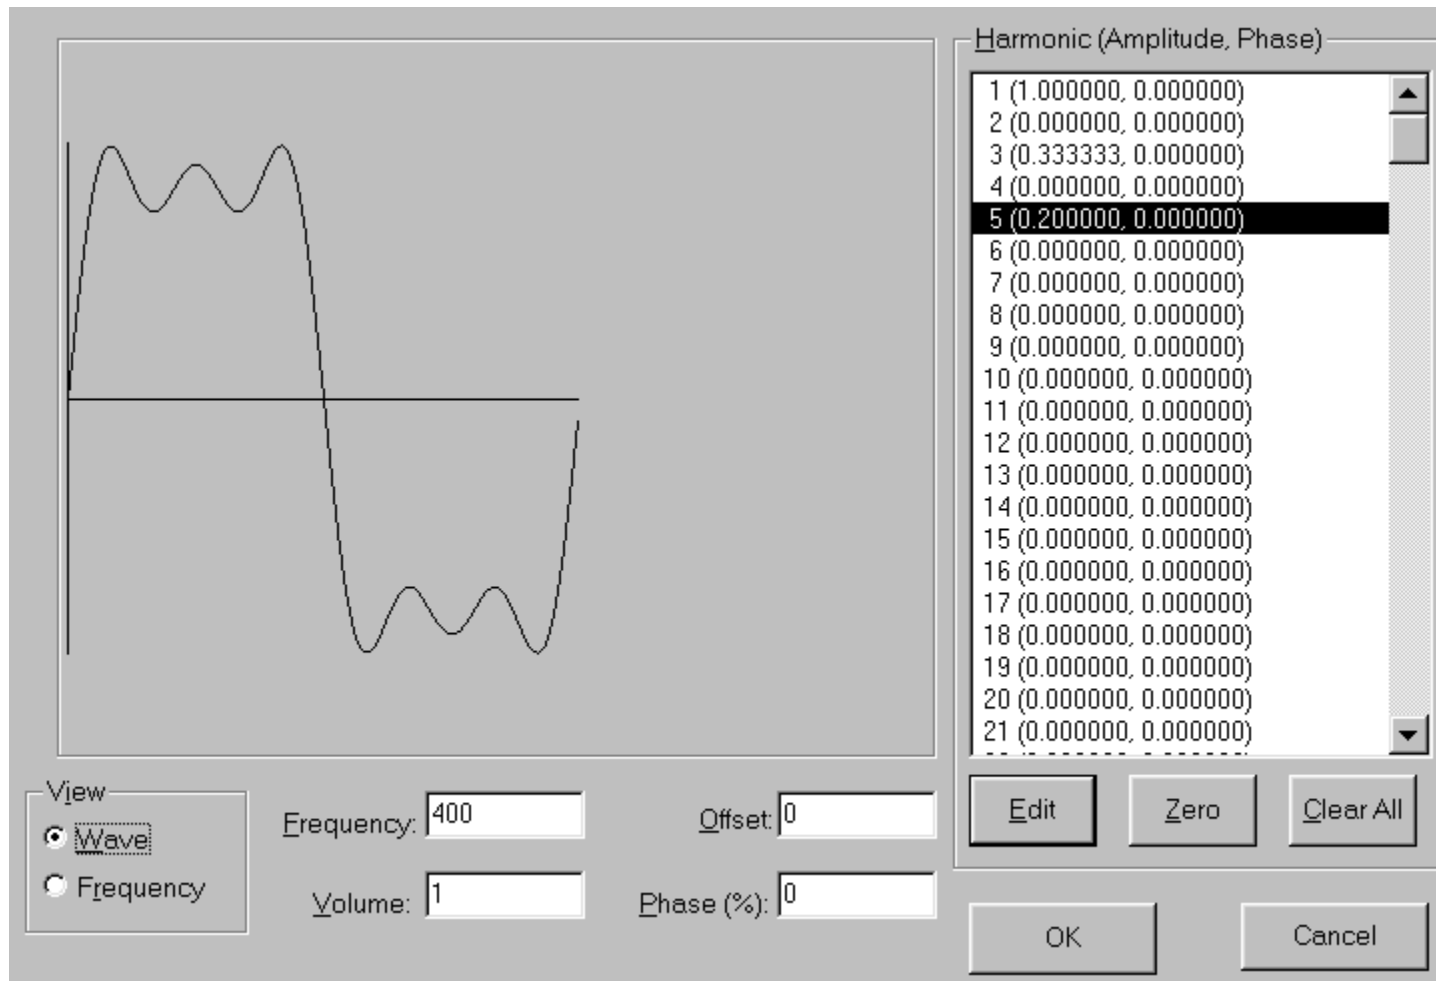 Harmonic (Amplitude, Phase)
1 (1.000000, 0.000000)
2 (0.000000, 0.000000)
3 (0.333333, 0.000000)
4 (0.000000, 0.000000)
5 (0.200000, 0.000000)
6 (0.000000, 0.000000)
7 (0.000000, 0.000000)
8 (0.000000, 0.000000)
9 (0.000000, 0.000000)
10 (0.000000, 0.000000)
11 (0.000000, 0.000000)
12 (0.000000, 0.000000)
13 (0.000000, 0.000000)
14 (0.000000, 0.000000)
15 (0.000000, 0.000000)
16 (0.000000, 0.000000)
17 (0.000000, 0.000000)
18 (0.000000, 0.000000)
19 (0.000000, 0.000000)
20 (0.000000, 0.000000)
21 (0.000000, 0.000000)
Edit Zero Clear All
View
Wave
Frequency
Frequency: 400
Offset: 0
Volume: 1
Phase (%): 0
OK Cancel